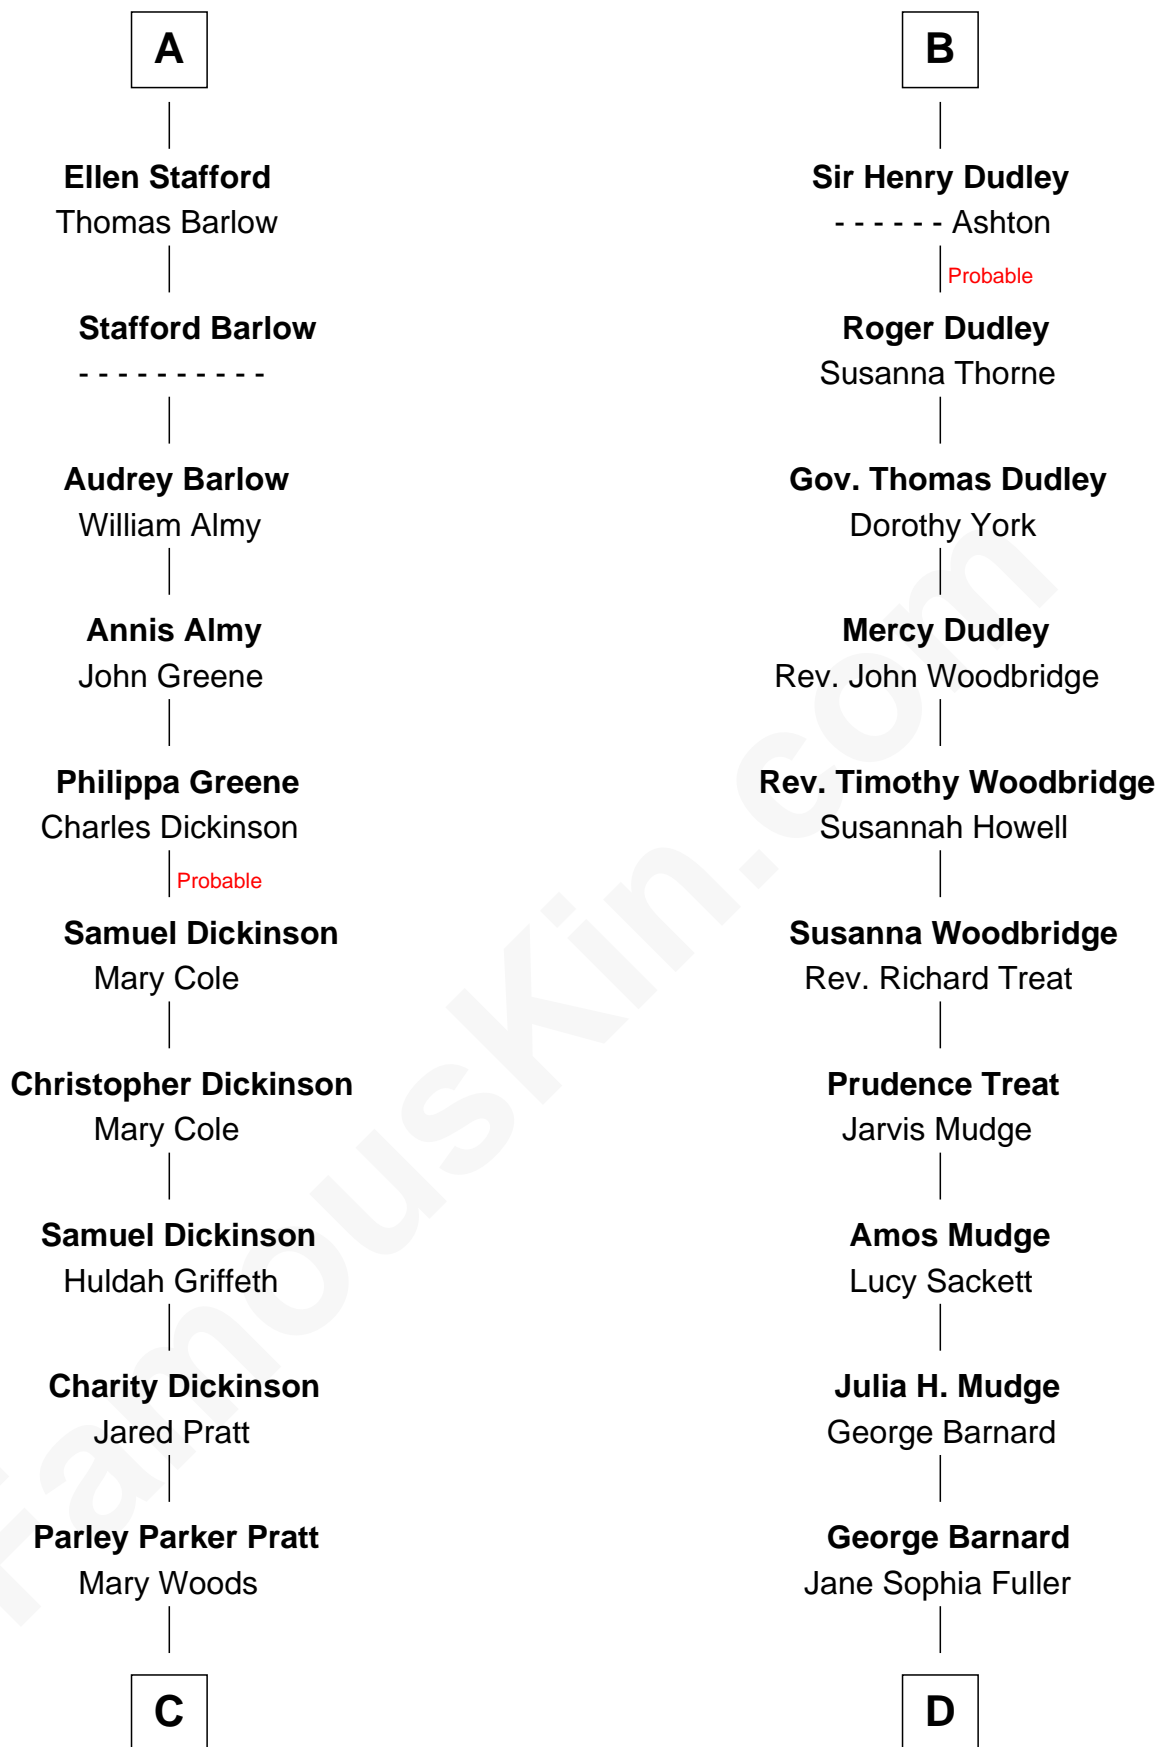 A
Ellen Stafford
Thomas Barlow
Stafford Barlow
- - - - - - - - - -
Audrey Barlow
William Almy
Annis Almy
John Greene
Philippa Greene
Charles Dickinson
Probable
Samuel Dickinson
Mary Cole
Christopher Dickinson
Mary Cole
Samuel Dickinson
Huldah Griffeth
Charity Dickinson
Jared Pratt
Parley Parker Pratt
Mary Woods
C
B
Sir Henry Dudley
- - - - - - Ashton
Probable
Roger Dudley
Susanna Thorne
Gov. Thomas Dudley
Dorothy York
Mercy Dudley
Rev. John Woodbridge
Rev. Timothy Woodbridge
Susannah Howell
Susanna Woodbridge
Rev. Richard Treat
Prudence Treat
Jarvis Mudge
Amos Mudge
Lucy Sackett
Julia H. Mudge
George Barnard
George Barnard
Jane Sophia Fuller
D
FamousKin.com